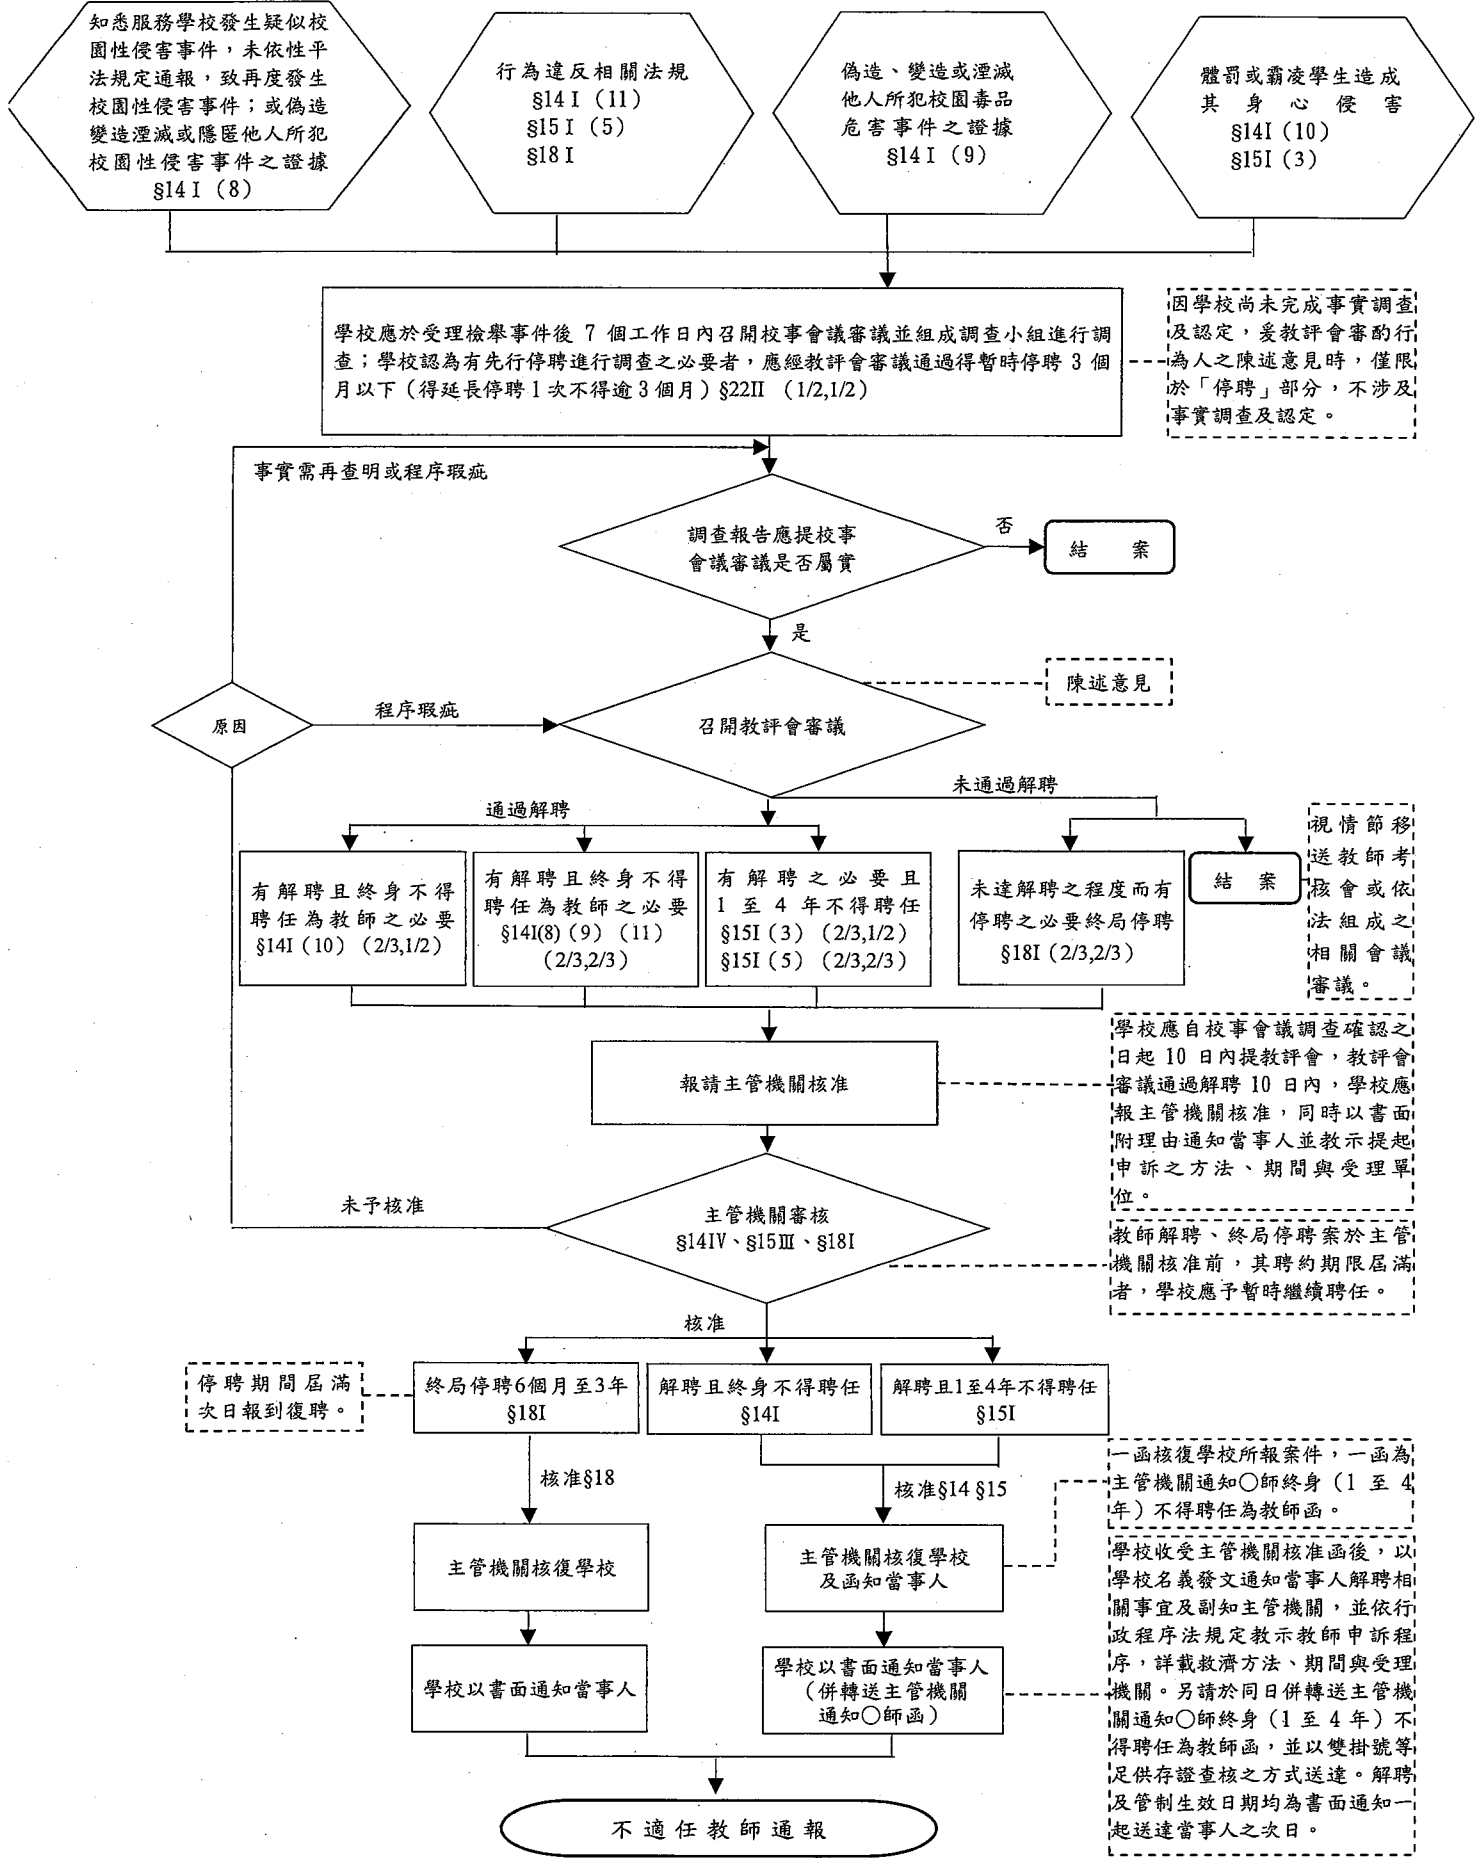 知悉服務學校發生疑似校
園性侵害事件，未依性平
法規定通報，致再度發生
校園性侵害事件；或偽造
變造湮滅或隱匿他人所犯
校園性侵害事件之證據
§14 I (8)
行為違反相關法規
§14 I (11)
§15 I (5)
§18 I
偽造、變造或湮滅
他人所犯校園毒品
危害事件之證據
§14 I (9)
體罰或霸凌學生造成
其身心侵害
§14I (10)
§15I (3)
學校應於受理檢舉事件後 7 個工作日內召開校事會議審議並組成調查小組進行調
查；學校認為有先行停聘進行調查之必要者，應經教評會審議通過得暫時停聘 3 個
月以下（得延長停聘 1 次不得逾 3 個月）§22II （1/2,1/2）
因學校尚未完成事實調查
及認定，爰教評會審酌行
為人之陳述意見時，僅限
於「停聘」部分，不涉及
事實調查及認定。
事實需再查明或程序瑕疵
調查報告應提校事
會議審議是否屬實
否
結 案
是
陳述意見
原因
程序瑕疵
召開教評會審議
通過解聘
未通過解聘
有解聘且終身不得
聘任為教師之必要
§14I (10) (2/3,1/2)
有解聘且終身不得
聘任為教師之必要
§14I(8) (9) (11)
(2/3,2/3)
有解聘之必要且
1 至 4 年不得聘任
§15I (3) (2/3,1/2)
§15I (5) (2/3,2/3)
未達解聘之程度而有
停聘之必要終局停聘
§18I (2/3,2/3)
結 案
視情節移
送教師考
核會或依
法組成之
相關會議
審議。
報請主管機關核准
學校應自校事會議調查確認之
日起 10 日內提教評會，教評會
審議通過解聘 10 日內，學校應
報主管機關核准，同時以書面
附理由通知當事人並教示提起
申訴之方法、期間與受理單
位。
未予核准
主管機關審核
§14IV、§15Ⅲ、§18I
教師解聘、終局停聘案於主管
機關核准前，其聘約期限屆滿
者，學校應予暫時繼續聘任。
核准
停聘期間屆滿
次日報到復聘。
終局停聘6個月至3年
§18I
解聘且終身不得聘任
§14I
解聘且1至4年不得聘任
§15I
核准§18
核准§14 §15
一函核復學校所報案件，一函為
主管機關通知○師終身（1 至 4
年）不得聘任為教師函。
主管機關核復學校
主管機關核復學校
及函知當事人
學校收受主管機關核准函後，以
學校名義發文通知當事人解聘相
關事宜及副知主管機關，並依行
政程序法規定教示教師申訴程
序，詳載救濟方法、期間與受理
機關。另請於同日併轉送主管機
關通知○師終身（1 至 4 年）不
得聘任為教師函，並以雙掛號等
足供存證查核之方式送達。解聘
及管制生效日期均為書面通知一
起送達當事人之次日。
學校以書面通知當事人
學校以書面通知當事人
（併轉送主管機關
通知○師函）
不適任教師通報